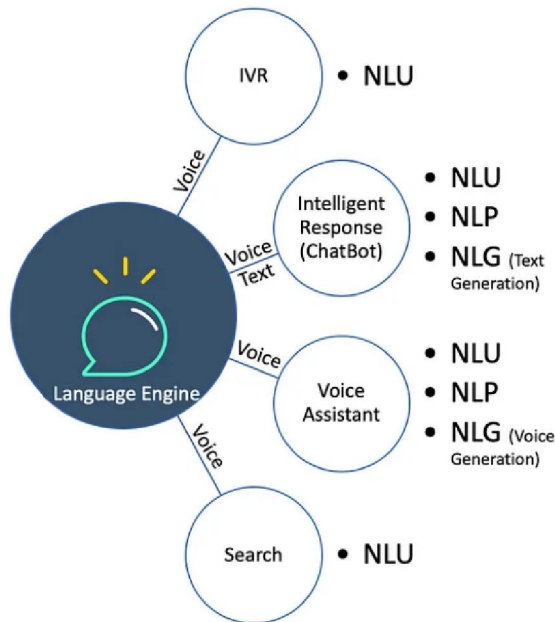 IVR
• NLU
Voice
Intelligent
Response
(ChatBot)
• NLU
• NLP
• NLG (Text
Generation)
Voice
Text
Language Engine
Voice
Voice
Assistant
• NLU
• NLP
• NLG (Voice
Generation)
Voice
Search
• NLU